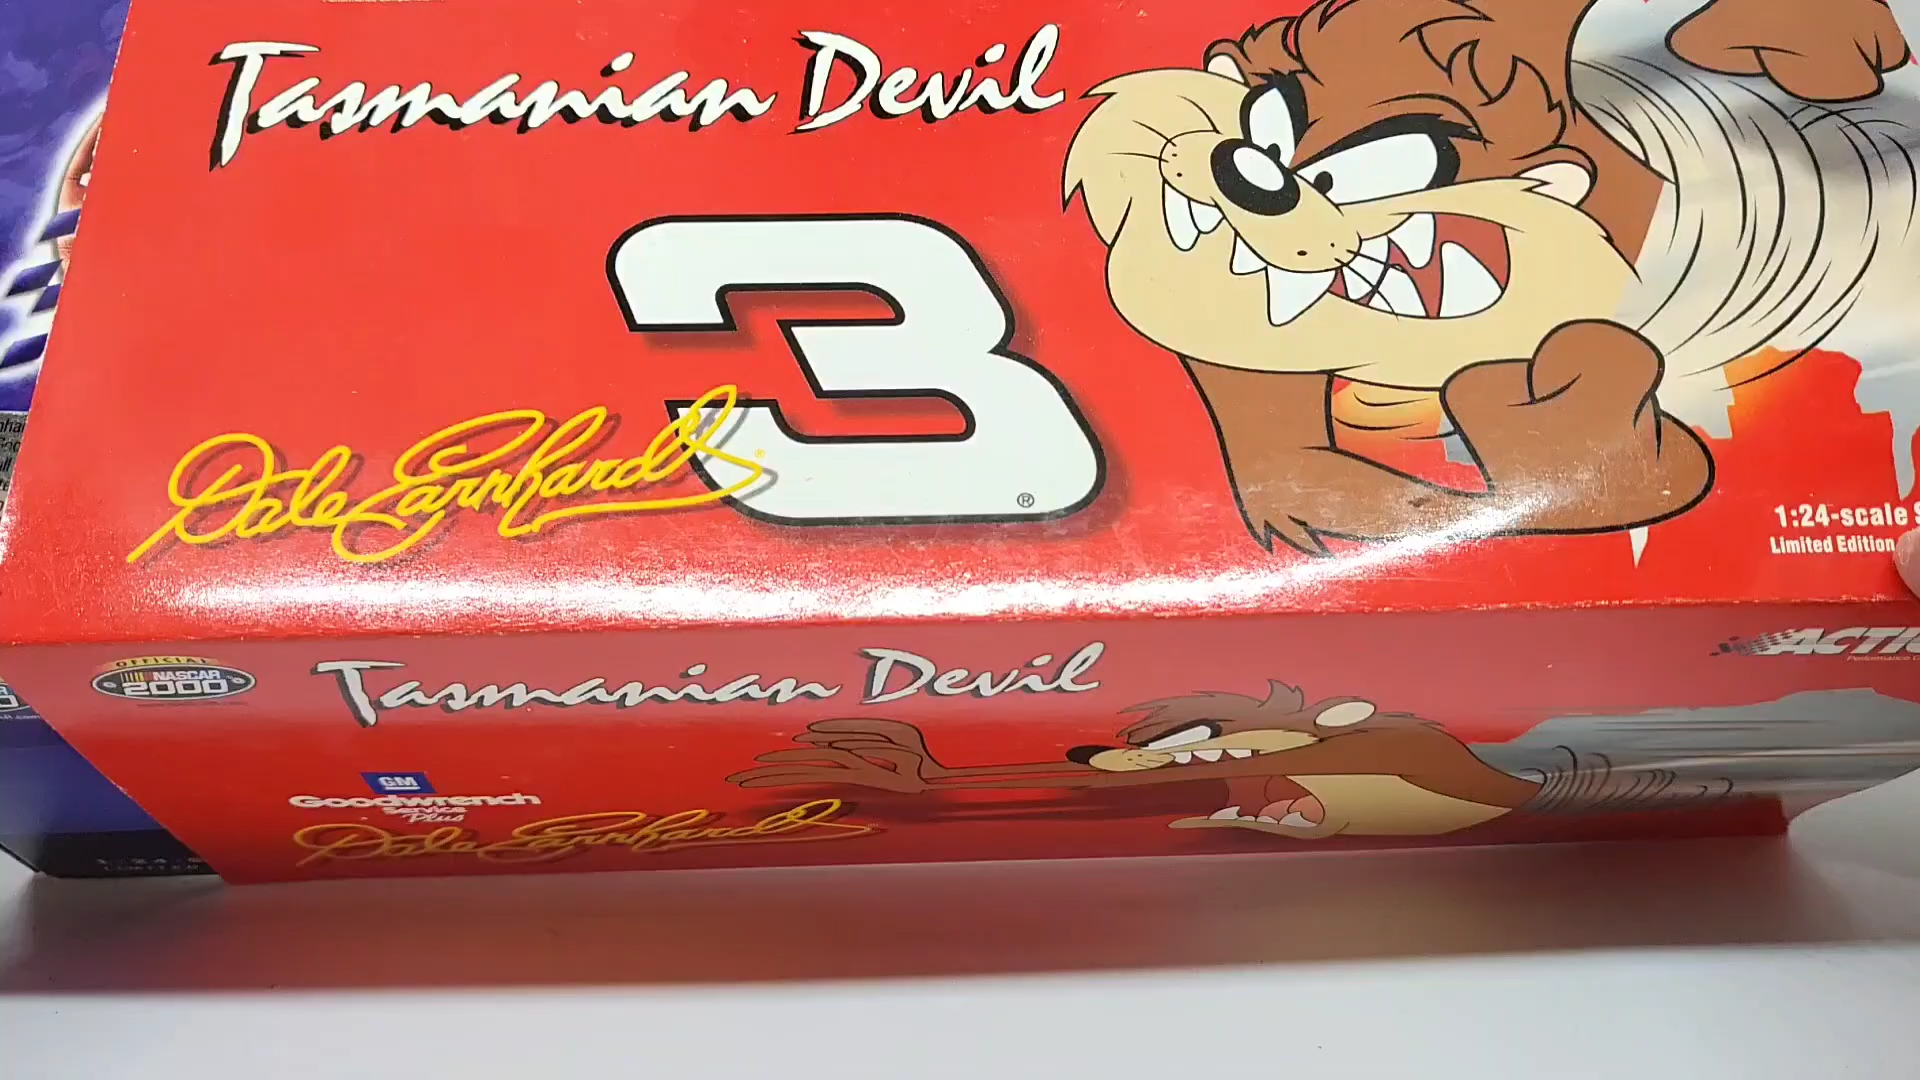 Tasmanian Devil
3
®
Dale Earnhardt
1:24-scale
Limited Edition
OFFICIAL
NASCAR
2000
Tasmanian Devil
ACTI
GM
Goodwrench
Service
Plus
Dale Earnhardt